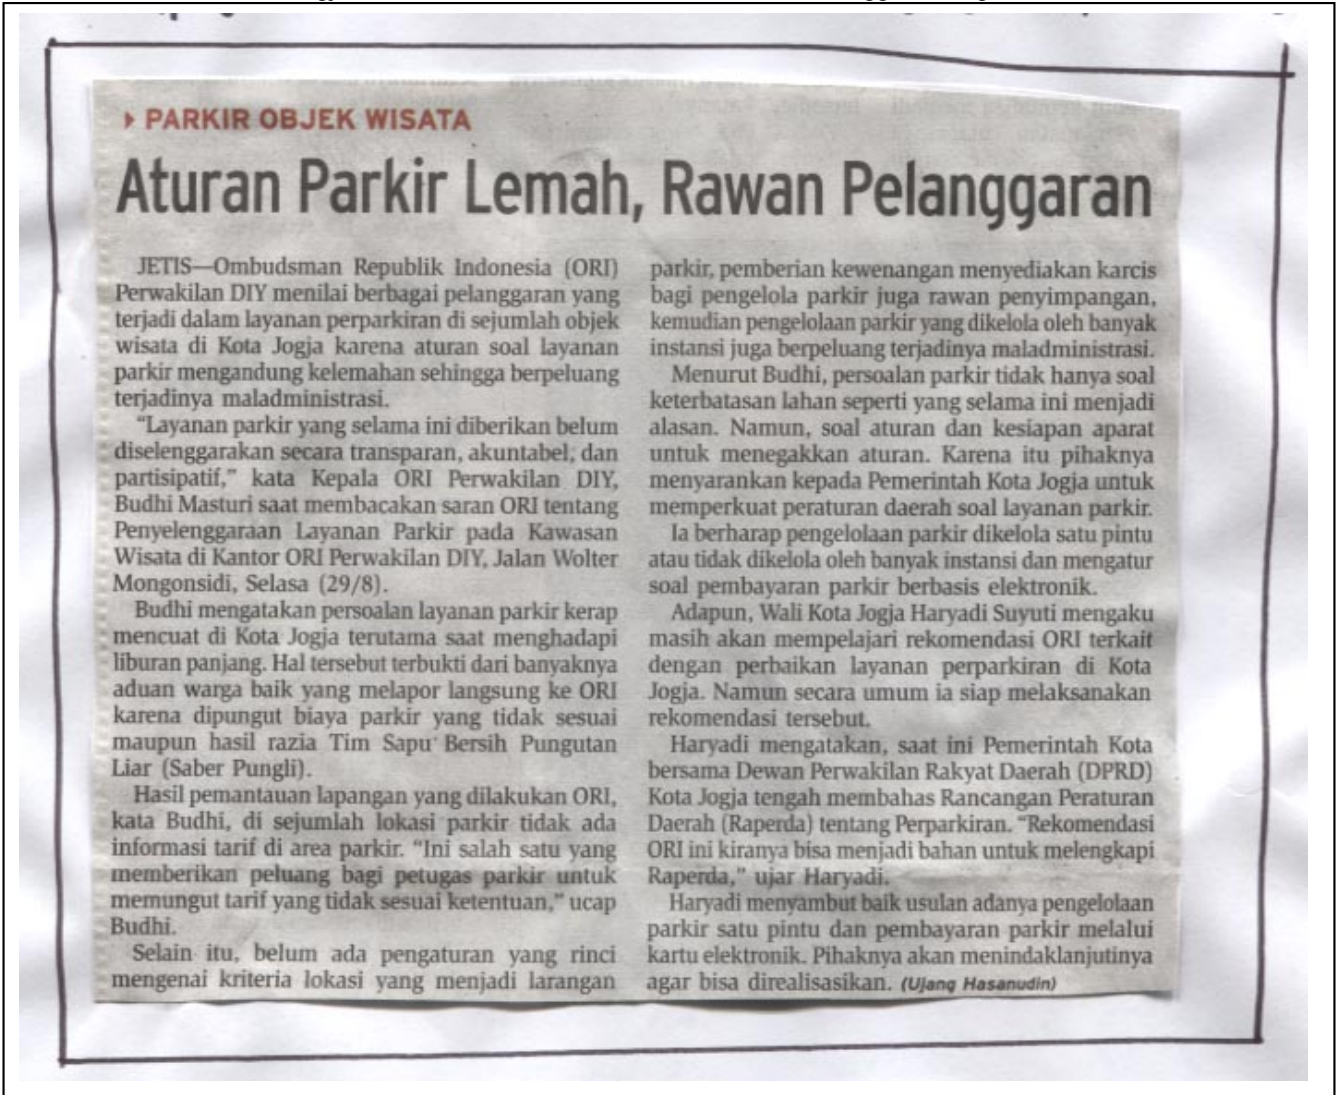 PARKIR OBJEK WISATA
Aturan Parkir Lemah, Rawan Pelanggaran
JETIS—Ombudsman Republik Indonesia (ORI)
Perwakilan DIY menilai berbagai pelanggaran yang
terjadi dalam layanan perparkiran di sejumlah objek
wisata di Kota Jogja karena aturan soal layanan
parkir mengandung kelemahan sehingga berpeluang
terjadinya maladministrasi.
“Layanan parkir yang selama ini diberikan belum
diselenggarakan secara transparan, akuntabel, dan
partisipatif,” kata Kepala ORI Perwakilan DIY,
Budhi Masturi saat membacakan saran ORI tentang
Penyelenggaraan Layanan Parkir pada Kawasan
Wisata di Kantor ORI Perwakilan DIY, Jalan Wolter
Mongonsidi, Selasa (29/8).
Budhi mengatakan persoalan layanan parkir kerap
mencuat di Kota Jogja terutama saat menghadapi
liburan panjang. Hal tersebut terbukti dari banyaknya
aduan warga baik yang melapor langsung ke ORI
karena dipungut biaya parkir yang tidak sesuai
maupun hasil razia Tim Sapu Bersih Pungutan
Liar (Saber Pungli).
Hasil pemantauan lapangan yang dilakukan ORI,
kata Budhi, di sejumlah lokasi parkir tidak ada
informasi tarif di area parkir. “Ini salah satu yang
memberikan peluang bagi petugas parkir untuk
memungut tarif yang tidak sesuai ketentuan,” ucap
Budhi.
Selain itu, belum ada pengaturan yang rinci
mengenai kriteria lokasi yang menjadi larangan
parkir, pemberian kewenangan menyediakan karcis
bagi pengelola parkir juga rawan penyimpangan,
kemudian pengelolaan parkir yang dikelola oleh banyak
instansi juga berpeluang terjadinya maladministrasi.
Menurut Budhi, persoalan parkir tidak hanya soal
keterbatasan lahan seperti yang selama ini menjadi
alasan. Namun, soal aturan dan kesiapan aparat
untuk menegakkan aturan. Karena itu pihaknya
menyarankan kepada Pemerintah Kota Jogja untuk
memperkuat peraturan daerah soal layanan parkir.
Ia berharap pengelolaan parkir dikelola satu pintu
atau tidak dikelola oleh banyak instansi dan mengatur
soal pembayaran parkir berbasis elektronik.
Adapun, Wali Kota Jogja Haryadi Suyuti mengaku
masih akan mempelajari rekomendasi ORI terkait
dengan perbaikan layanan perparkiran di Kota
Jogja. Namun secara umum ia siap melaksanakan
rekomendasi tersebut.
Haryadi mengatakan, saat ini Pemerintah Kota
bersama Dewan Perwakilan Rakyat Daerah (DPRD)
Kota Jogja tengah membahas Rancangan Peraturan
Daerah (Raperda) tentang Perparkiran. “Rekomendasi
ORI ini kiranya bisa menjadi bahan untuk melengkapi
Raperda,” ujar Haryadi.
Haryadi menyambut baik usulan adanya pengelolaan
parkir satu pintu dan pembayaran parkir melalui
kartu elektronik. Pihaknya akan menindaklanjutinya
agar bisa direalisasikan. (Ujang Hasanudin)